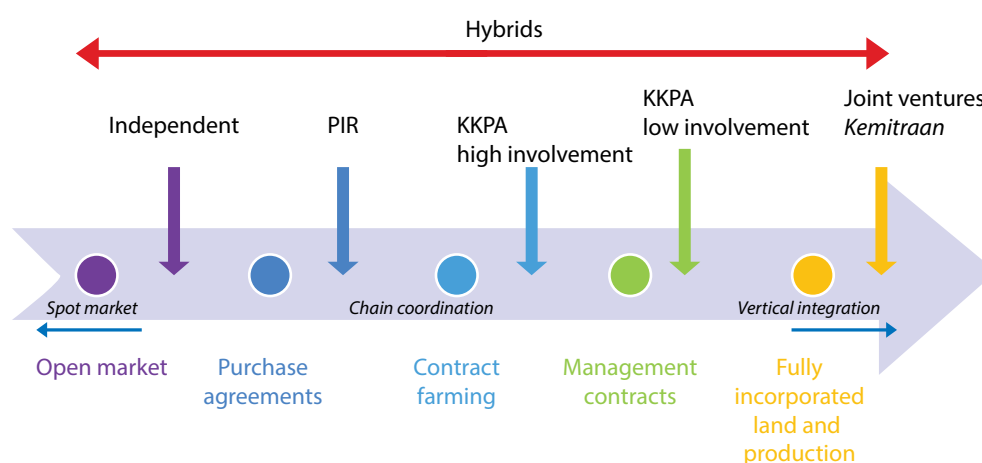 Hybrids
Independent
PIR
KKPA
high involvement
KKPA
low involvement
Joint ventures
Kemitraan
Spot market
Chain coordination
Vertical integration
Open market
Purchase
agreements
Contract
farming
Management
contracts
Fully
incorporated
land and
production